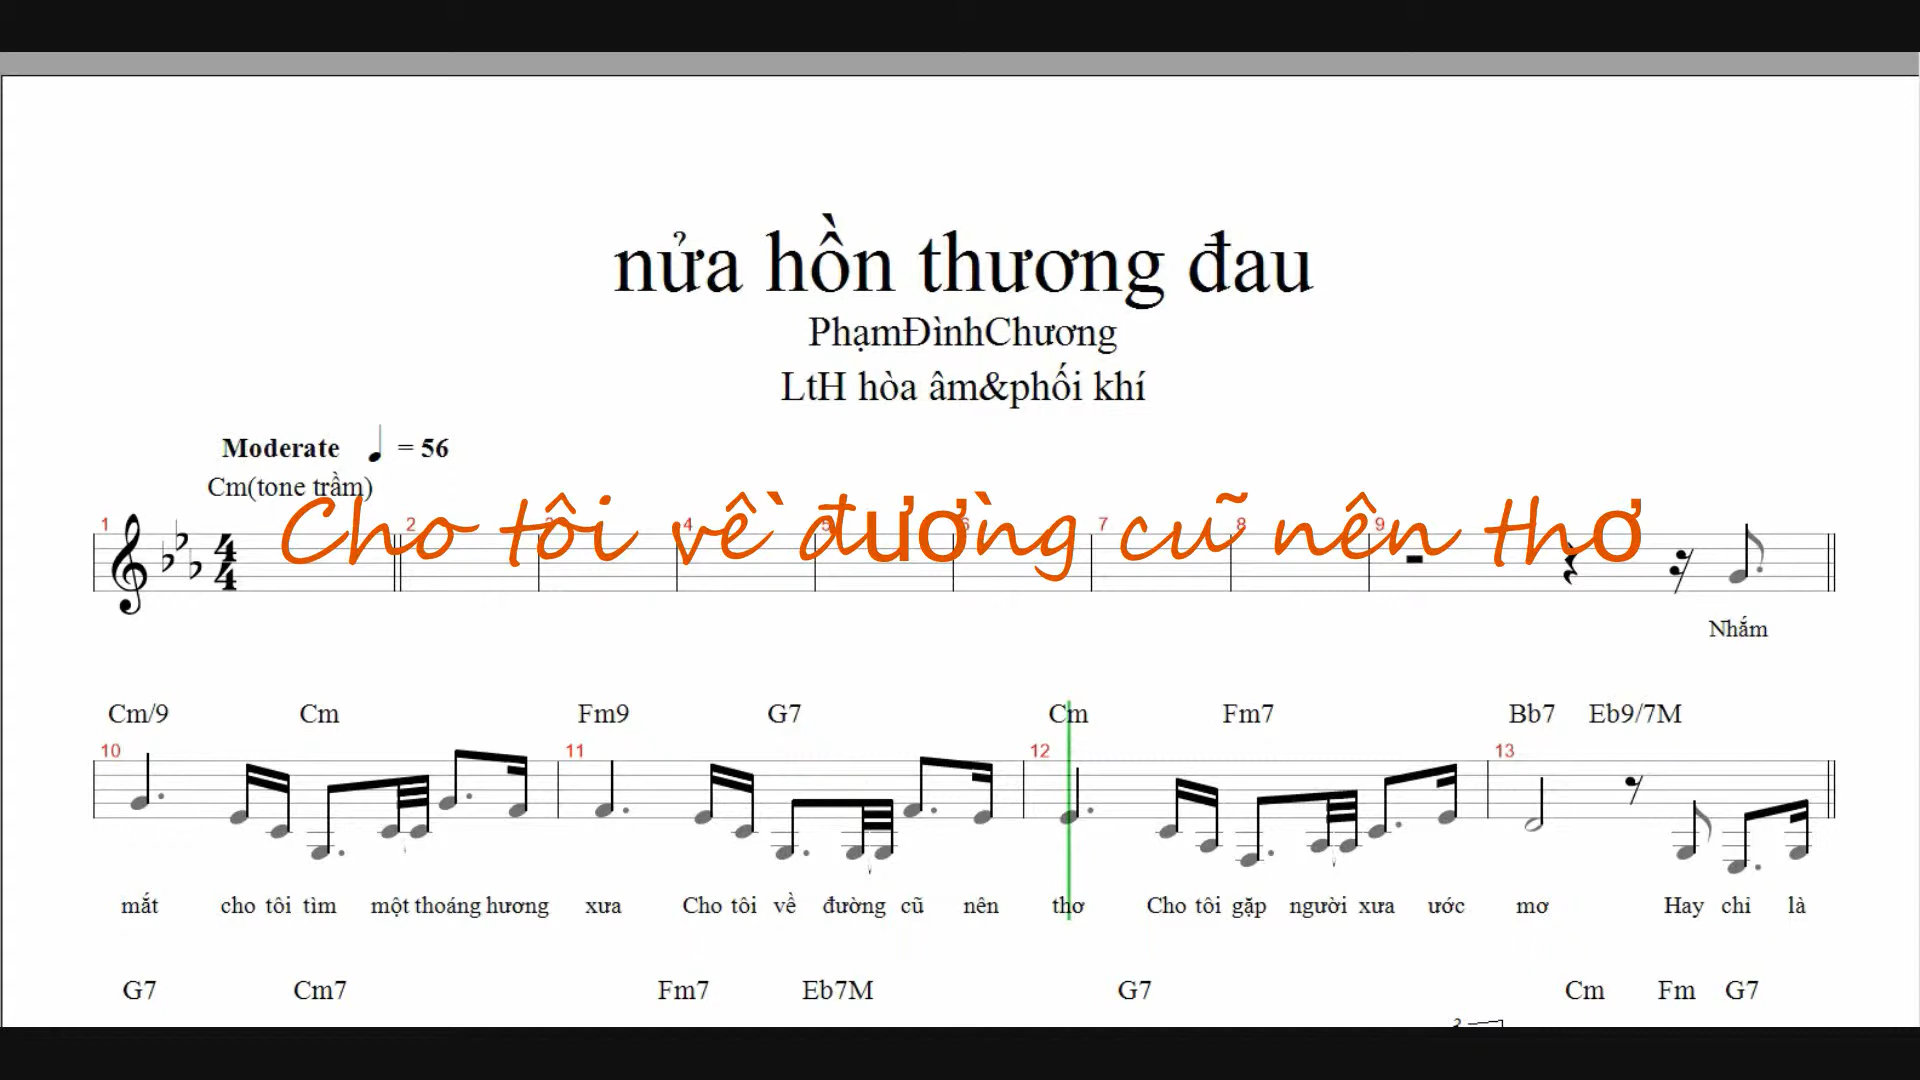 nửa hồn thương đau
PhạmĐìnhChương
LtH hòa âm&phối khí
Moderate = 56
Cm(tone trầm)
Cho tôi về đường cũ nên thơ
1 2 3 4 5 6 7 8 9
4
4
Nhắm
Cm/9 Cm Fm9 G7 Cm Fm7 Bb7 Eb9/7M
10 11 12 13
mắt cho tôi tìm một thoáng hương xưa Cho tôi về đường cũ nên thơ Cho tôi gặp người xưa ước mơ Hay chỉ là
G7 Cm7 Fm7 Eb7M G7 Cm Fm G7
3